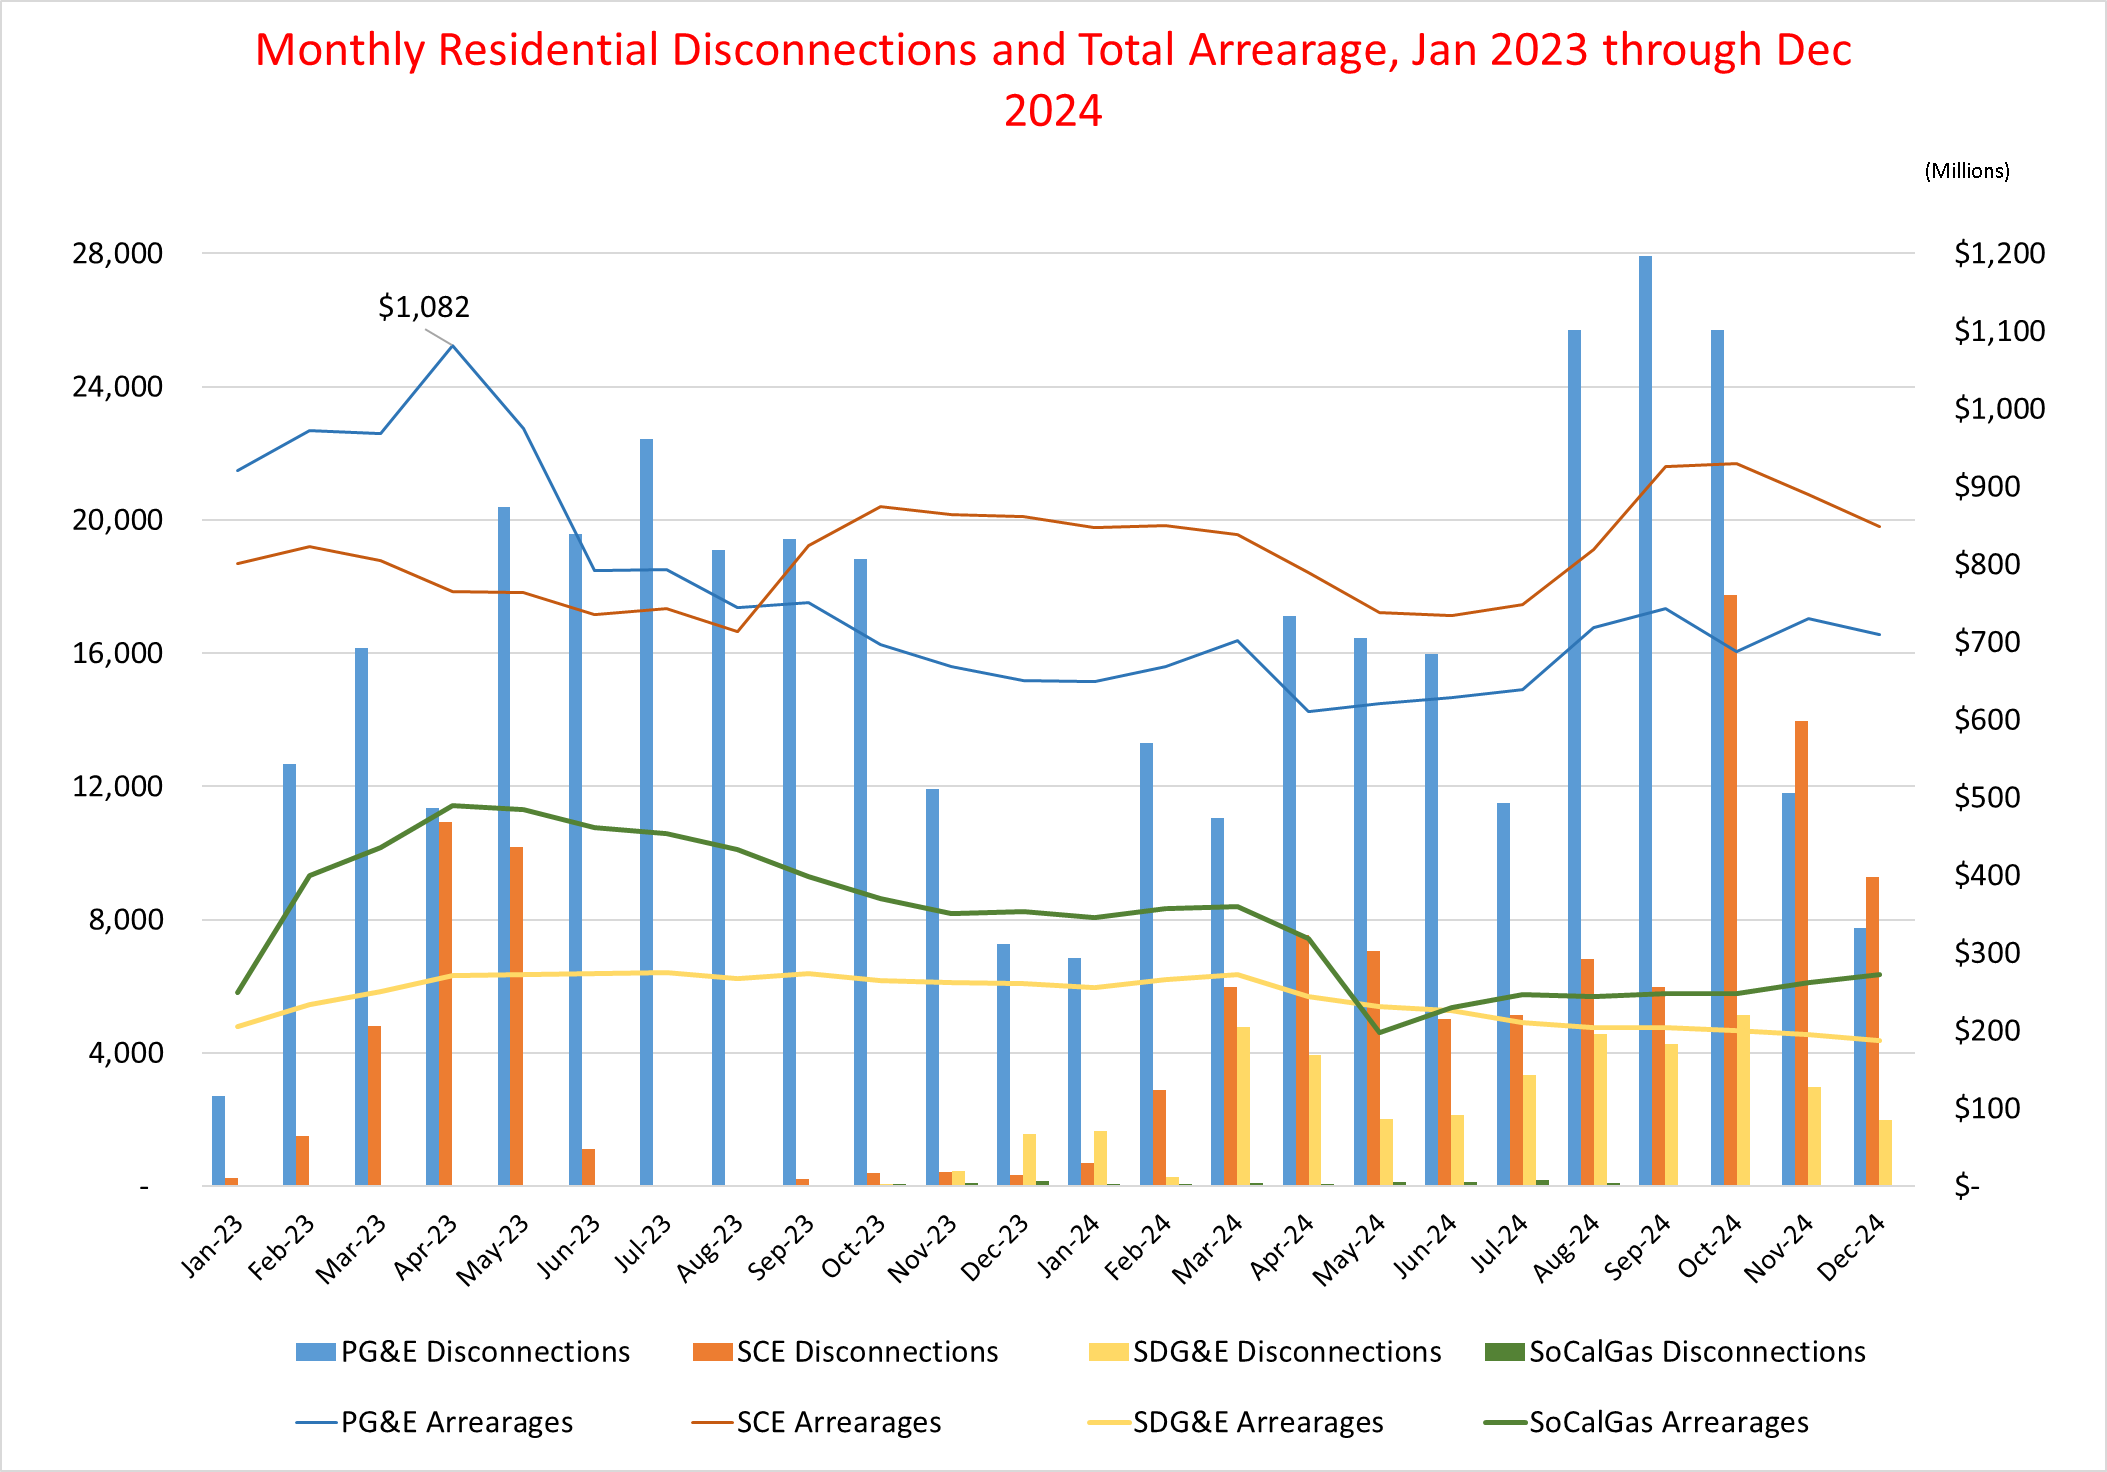 Monthly Residential Disconnections and Total Arrearage, Jan 2023 through Dec
2024
(Millions)
28,000
24,000
20,000
16,000
12,000
8,000
4,000
-
$1,082
$1,200
$1,100
$1,000
$900
$800
$700
$600
$500
$400
$300
$200
$100
$-
Jan-23
Feb-23
Mar-23
Apr-23
May-23
Jun-23
Jul-23
Aug-23
Sep-23
Oct-23
Nov-23
Dec-23
Jan-24
Feb-24
Mar-24
Apr-24
May-24
Jun-24
Jul-24
Aug-24
Sep-24
Oct-24
Nov-24
Dec-24
PG&E Disconnections
SCE Disconnections
SDG&E Disconnections
SoCalGas Disconnections
PG&E Arrearages
SCE Arrearages
SDG&E Arrearages
SoCalGas Arrearages